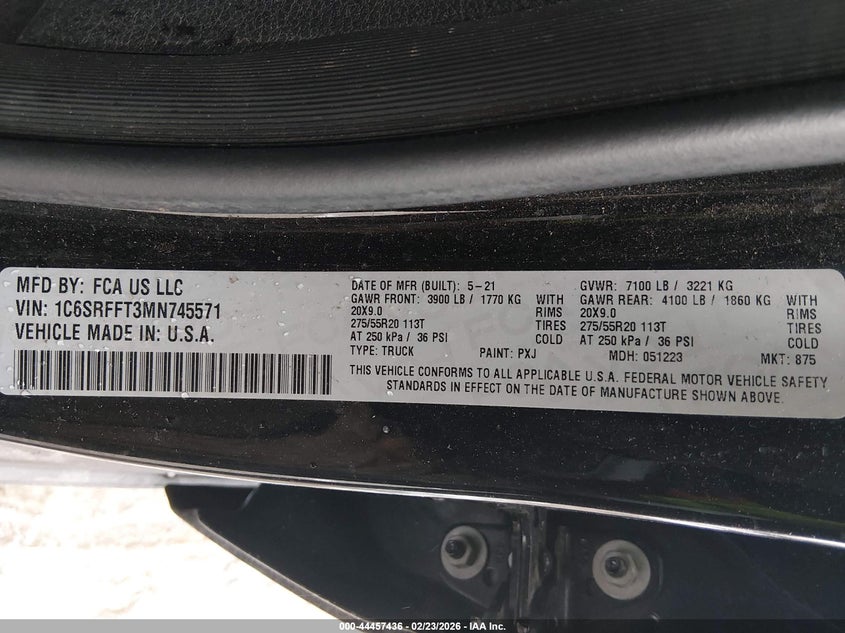 MFD BY: FCA US LLC
VIN: 1C6SRFFT3MN745571
VEHICLE MADE IN: U.S.A.
DATE OF MFR (BUILT): 5-21
GAWR FRONT: 3900 LB / 1770 KG
20X9.0 RIMS
275/55R20 113T TIRES
AT 250 kPa / 36 PSI COLD
TYPE: TRUCK PAINT: PXJ
GVWR: 7100 LB / 3221 KG
GAWR REAR: 4100 LB / 1860 KG
20X9.0 RIMS
275/55R20 113T TIRES
AT 250 kPa / 36 PSI COLD
MDH: 051223 MKT: 875
THIS VEHICLE CONFORMS TO ALL APPLICABLE U.S.A. FEDERAL MOTOR VEHICLE SAFETY
STANDARDS IN EFFECT ON THE DATE OF MANUFACTURE SHOWN ABOVE.
000-44457436 - 02/23/2026 - IAA Inc.